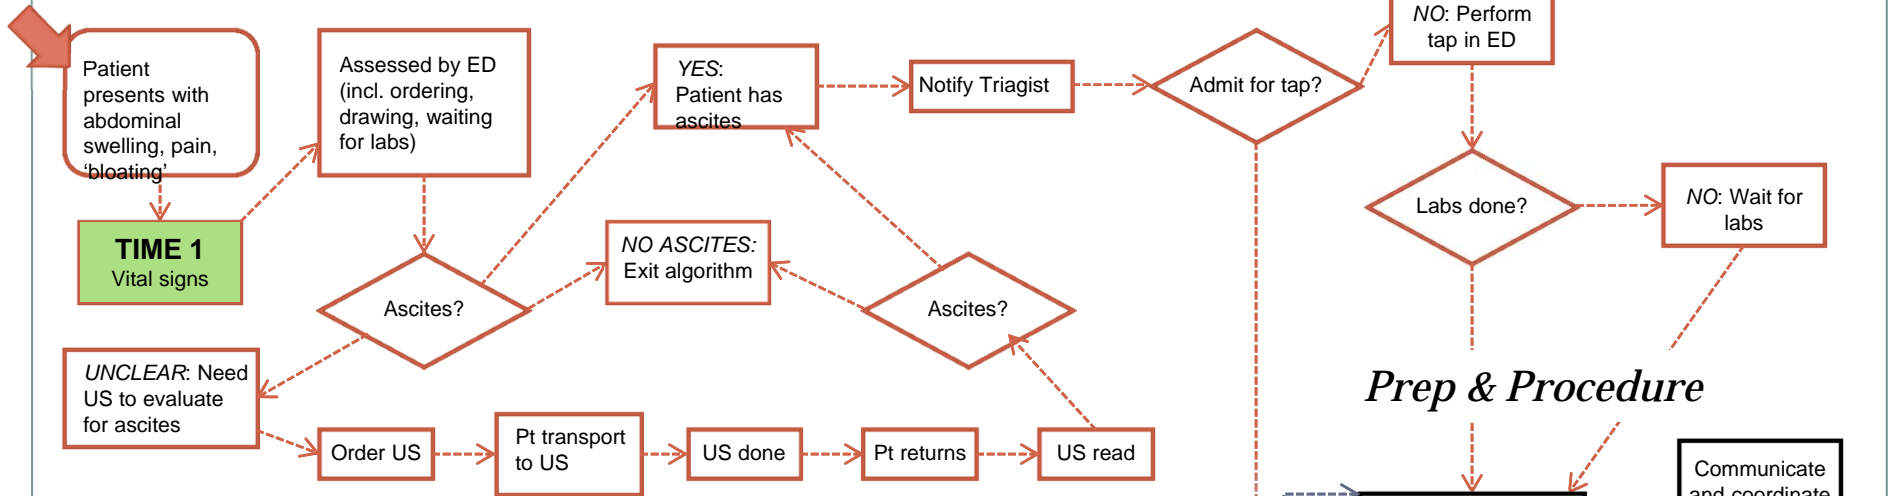 Patient
presents with
abdominal
swelling, pain,
‘bloating’
TIME 1
Vital signs
Assessed by ED
(incl. ordering,
drawing, waiting
for labs)
Ascites?
UNCLEAR: Need
US to evaluate
for ascites
Order US
Pt transport
to US
US done
Pt returns
US read
Ascites?
NO ASCITES:
Exit algorithm
YES:
Patient has
ascites
Notify Triagist
Admit for tap?
NO: Perform
tap in ED
Labs done?
NO: Wait for
labs
Prep & Procedure
Communicate
and coordinate